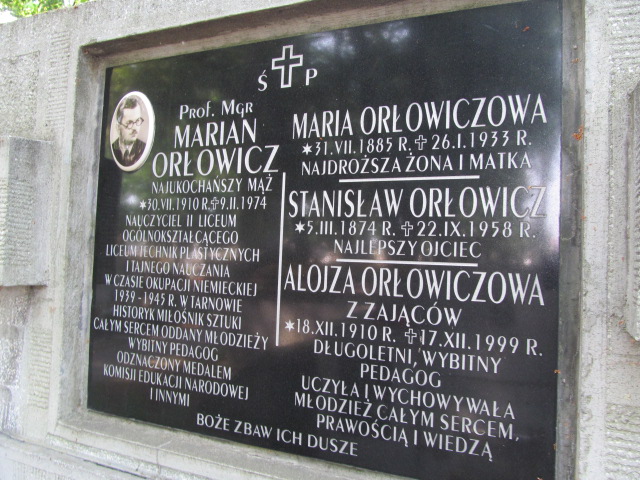 Ś P
Prof. Mgr
MARIAN
ORŁOWICZ
NAJUKOCHAŃSZY MĄŻ
✶30.VII.1910 R.✝9.II.1974
NAUCZYCIEL II LICEUM
OGÓLNOKSZTAŁCĄCEGO
LICEUM TECHNIK PLASTYCZNYCH
I TAJNEGO NAUCZANIA
W CZASIE OKUPACJI NIEMIECKIEJ
1939-1945 R. W TARNOWIE
HISTORYK MIŁOŚNIK SZTUKI
CAŁYM SERCEM ODDANY MŁODZIEŻY
WYBITNY PEDAGOG
ODZNACZONY MEDALEM
KOMISJI EDUKACJI NARODOWEJ
I INNYMI
MARIA ORŁOWICZOWA
✶31.VII.1885 R.✝26.I.1933 R.
NAJDROŻSZA ŻONA I MATKA
STANISŁAW ORŁOWICZ
✶5.III.1874 R.✝22.IX.1958 R.
NAJLEPSZY OJCIEC
ALOJZA ORŁOWICZOWA
Z ZAJĄCÓW
✶18.XII.1910 R.✝17.XII.1999 R.
DŁUGOLETNI, WYBITNY
PEDAGOG
UCZYŁA I WYCHOWYWAŁA
MŁODZIEŻ CAŁYM SERCEM,
PRAWOŚCIĄ I WIEDZĄ
BOŻE ZBAW ICH DUSZE